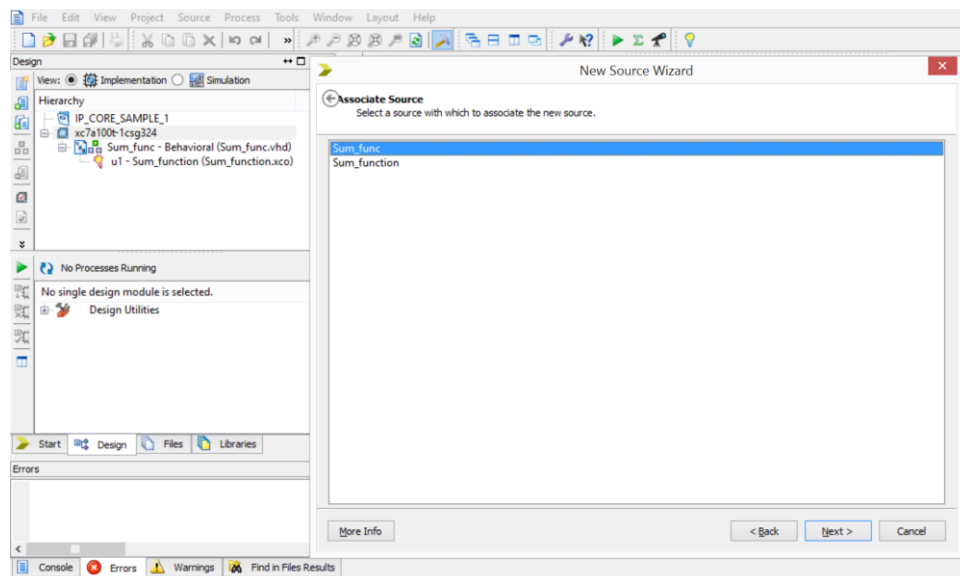 File Edit View Project Source Process Tools Window Layout Help
Design
View: Implementation Simulation
Hierarchy
IP_CORE_SAMPLE_1
xc7a100t-1csg324
Sum_func - Behavioral (Sum_func.vhd)
u1 - Sum_function (Sum_function.xco)
No Processes Running
No single design module is selected.
Design Utilities
Start Design Files Libraries
Errors
Console Errors Warnings Find in Files Results
New Source Wizard
Associate Source
Select a source with which to associate the new source.
Sum_func
Sum_function
More Info < Back Next > Cancel